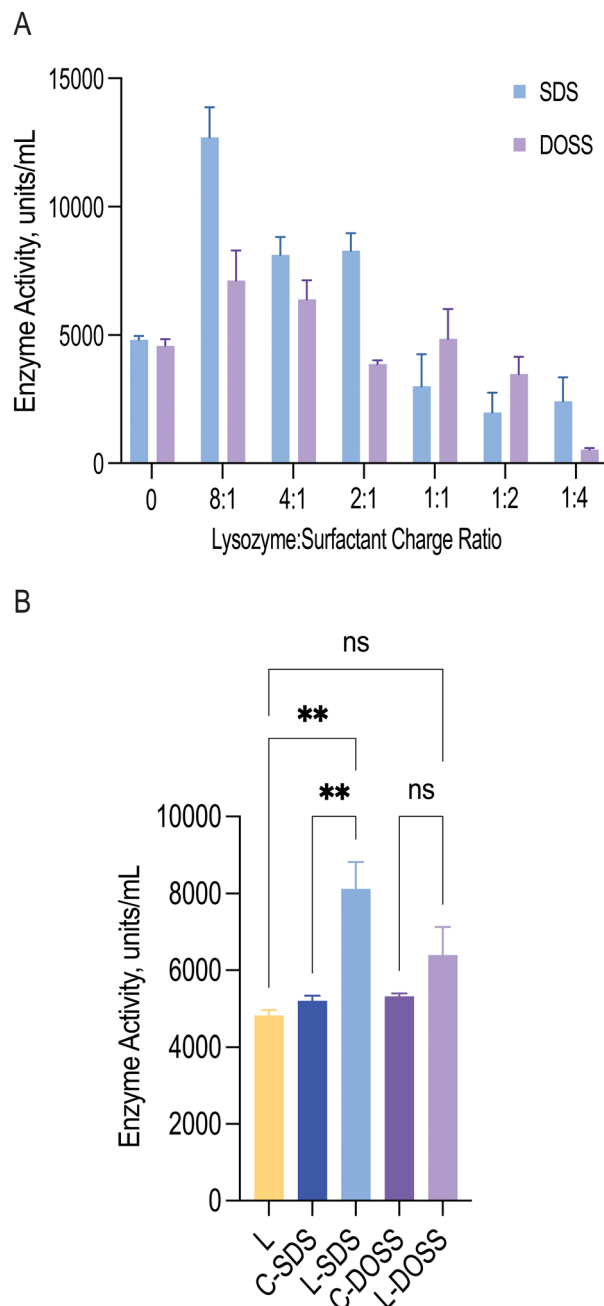 A
15000
10000
5000
0
Enzyme Activity, units/mL
SDS
DOSS
0 8:1 4:1 2:1 1:1 1:2 1:4
Lysozyme:Surfactant Charge Ratio
B
ns
**
** ns
10000
8000
6000
4000
2000
0
Enzyme Activity, units/mL
L C-SDS L-SDS C-DOSS L-DOSS